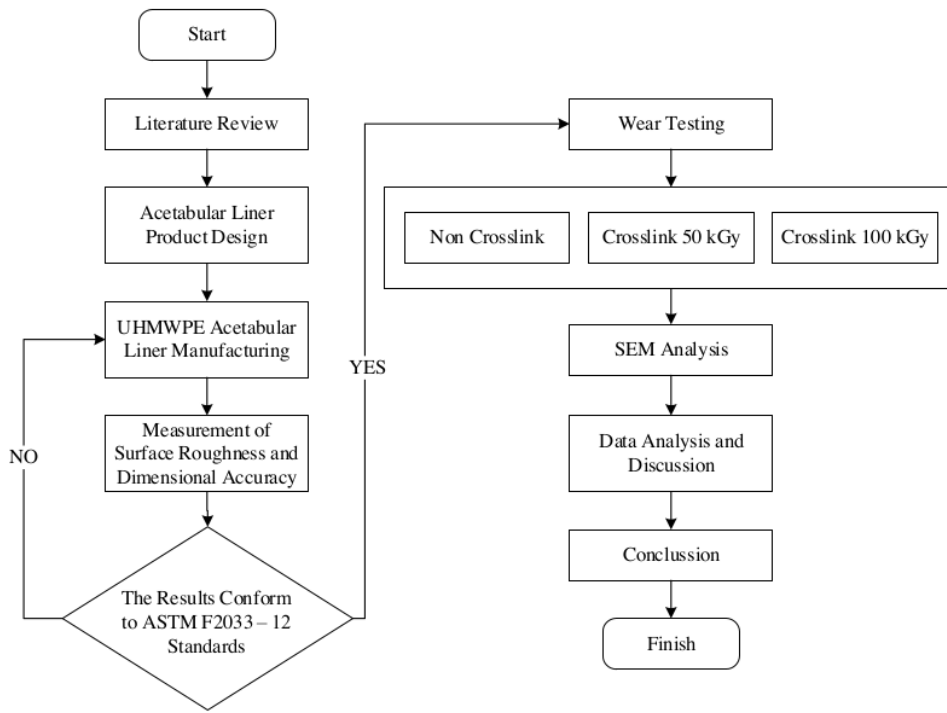 Start
Literature Review
Acetabular Liner
Product Design
UHMWPE Acetabular
Liner Manufacturing
Measurement of
Surface Roughness and
Dimensional Accuracy
NO
The Results Conform
to ASTM F2033 – 12
Standards
YES
Wear Testing
Non Crosslink
Crosslink 50 kGy
Crosslink 100 kGy
SEM Analysis
Data Analysis and
Discussion
Conclussion
Finish